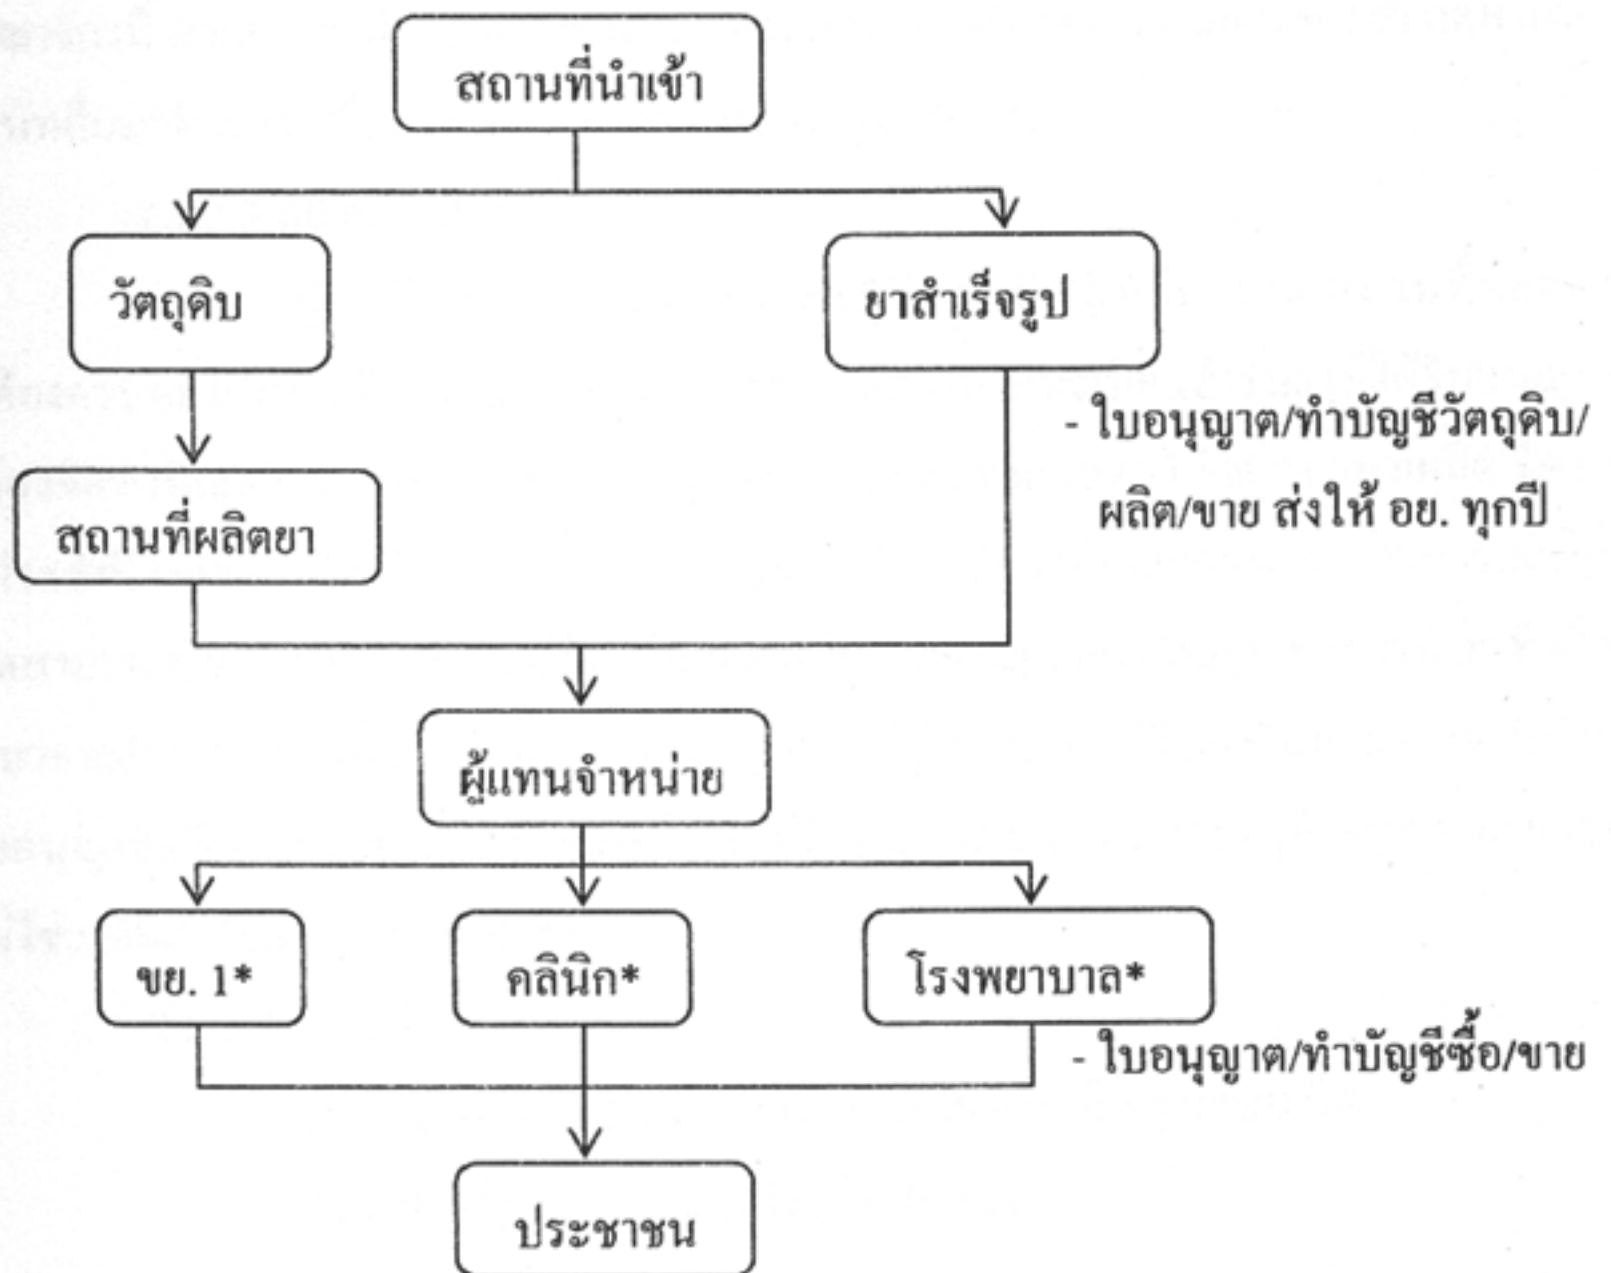 สถานที่นำเข้า
วัตถุดิบ
ยาสำเร็จรูป
- ใบอนุญาต/ทำบัญชีวัตถุดิบ/
ผลิต/ขาย ส่งให้ อย. ทุกปี
สถานที่ผลิตยา
ผู้แทนจำหน่าย
ขย. 1*
คลินิก*
โรงพยาบาล*
- ใบอนุญาต/ทำบัญชีซื้อ/ขาย
ประชาชน